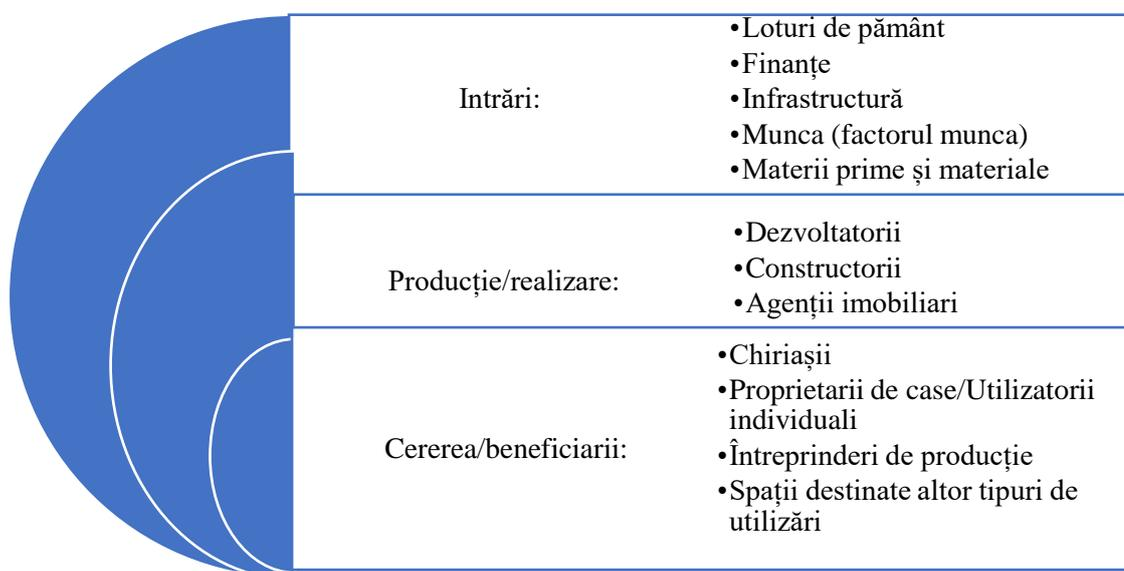 Intrări:
•Loturi de pământ
•Finanțe
•Infrastructură
•Munca (factorul munca)
•Materii prime și materiale
Producție/realizare:
•Dezvoltatorii
•Constructorii
•Agenții imobiliari
Cererea/beneficiarii:
•Chiriașii
•Proprietarii de case/Utilizatorii
individuali
•Întreprinderi de producție
•Spații destinate altor tipuri de
utilizări